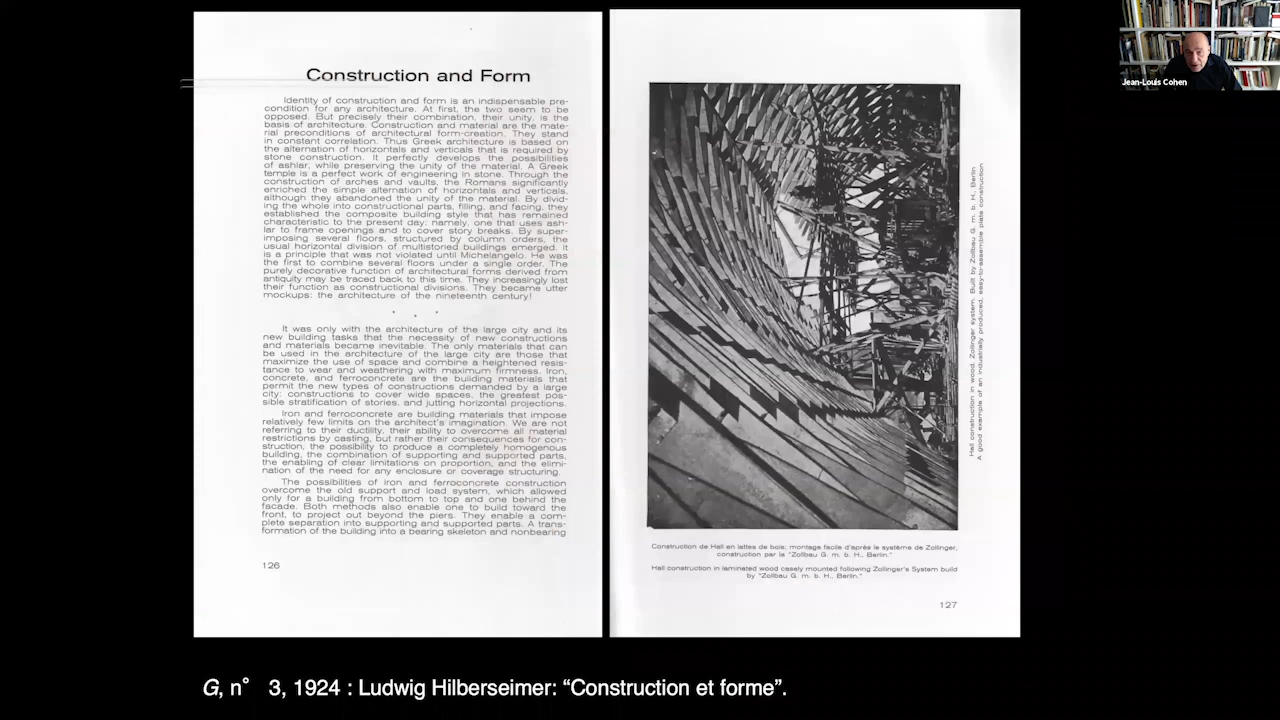 Construction and Form
Identity of construction and form is an indispensable pre-
condition for any architecture. At first, the two seem to be
opposed. But precisely their combination, their unity, is the
basis of architecture. Construction and material are the mate-
rial preconditions of architectural form-creation. They stand
in constant correlation. Thus Greek architecture is based on
the alternation of horizontals and verticals that is required by
stone construction. It perfectly develops the possibilities
of ashlar, while preserving the unity of the material. A Greek
temple is a perfect work of engineering in stone. Through the
construction of arches and vaults, the Romans significantly
enriched the simple alternation of horizontals and verticals,
although they abandoned the unity of the material. By divid-
ing the whole into constructional parts, filling, and facing, they
established the composite building style that has remained
characteristic to the present day: namely, one that uses ash-
lar to frame openings and to cover story breaks. By super-
imposing several floors, structured by column orders, the
usual horizontal division of multistoried buildings emerged. It
is a principle that was not violated until Michelangelo. He was
the first to combine several floors under a single order. The
purely decorative function of architectural forms derived from
antiquity may be traced back to this time. They increasingly lost
their function as constructional divisions. They became utter
mockups: the architecture of the nineteenth century!
* * *
It was only with the architecture of the large city and its
new building tasks that the necessity of new constructions
and materials became inevitable. The only materials that can
be used in the architecture of the large city are those that
maximize the use of space and combine a heightened resis-
tance to wear and weathering with maximum firmness. Iron,
concrete, and ferroconcrete are the building materials that
permit the new types of constructions demanded by a large
city: constructions to cover wide spaces, the greatest pos-
sible stratification of stories, and jutting horizontal projections.
Iron and ferroconcrete are building materials that impose
relatively few limits on the architect's imagination. We are not
referring to their ductility, their ability to overcome all material
restrictions by casting, but rather their consequences for con-
struction, the possibility to produce a completely homogenous
building, the combination of supporting and supported parts,
the enabling of clear limitations on proportion, and the elimi-
nation of the need for any enclosure or coverage structuring.
The possibilities of iron and ferroconcrete construction
overcome the old support and load system, which allowed
only for a building from bottom to top and one behind the
facade. Both methods also enable one to build toward the
front, to project out beyond the piers. They enable a com-
plete separation into supporting and supported parts. A trans-
formation of the building into a bearing skeleton and nonbearing
126
Hall construction in wood, Zollinger system. Built by Zollbau G. m. b. H., Berlin
A good example of an industrially produced, easy-to-assemble plate construction
Construction de Hall en lattes de bois; montage facile d'après le système de Zollinger,
construction par la "Zollbau G. m. b. H., Berlin."
Hall construction in laminated wood casely mounted following Zollinger's System build
by "Zollbau G. m. b. H., Berlin."
127
G, n° 3, 1924 : Ludwig Hilberseimer: “Construction et forme”.
Jean-Louis Cohen